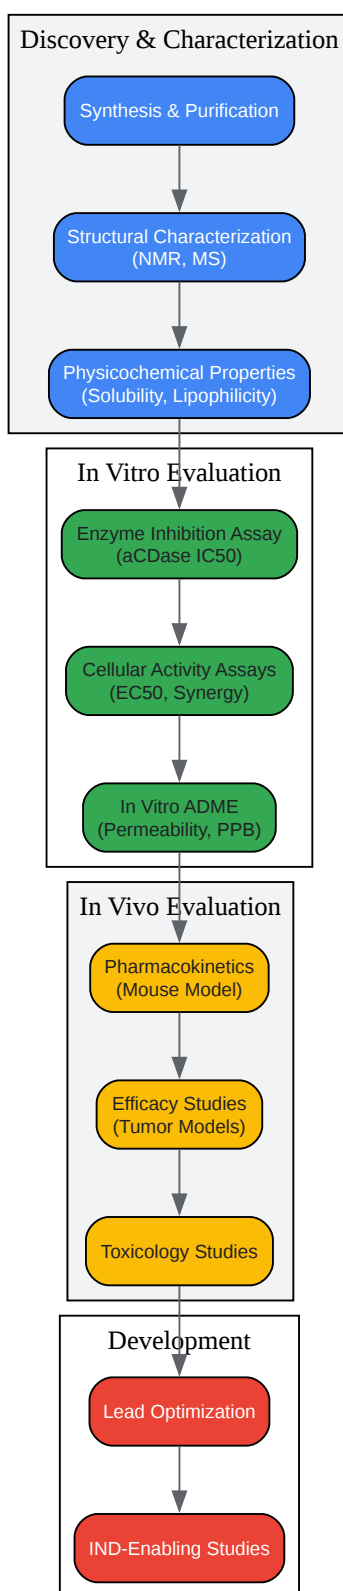 Discovery & Characterization
Synthesis & Purification
Structural Characterization
(NMR, MS)
Physicochemical Properties
(Solubility, Lipophilicity)
In Vitro Evaluation
Enzyme Inhibition Assay
(aCDase IC50)
Cellular Activity Assays
(EC50, Synergy)
In Vitro ADME
(Permeability, PPB)
In Vivo Evaluation
Pharmacokinetics
(Mouse Model)
Efficacy Studies
(Tumor Models)
Toxicology Studies
Development
Lead Optimization
IND-Enabling Studies